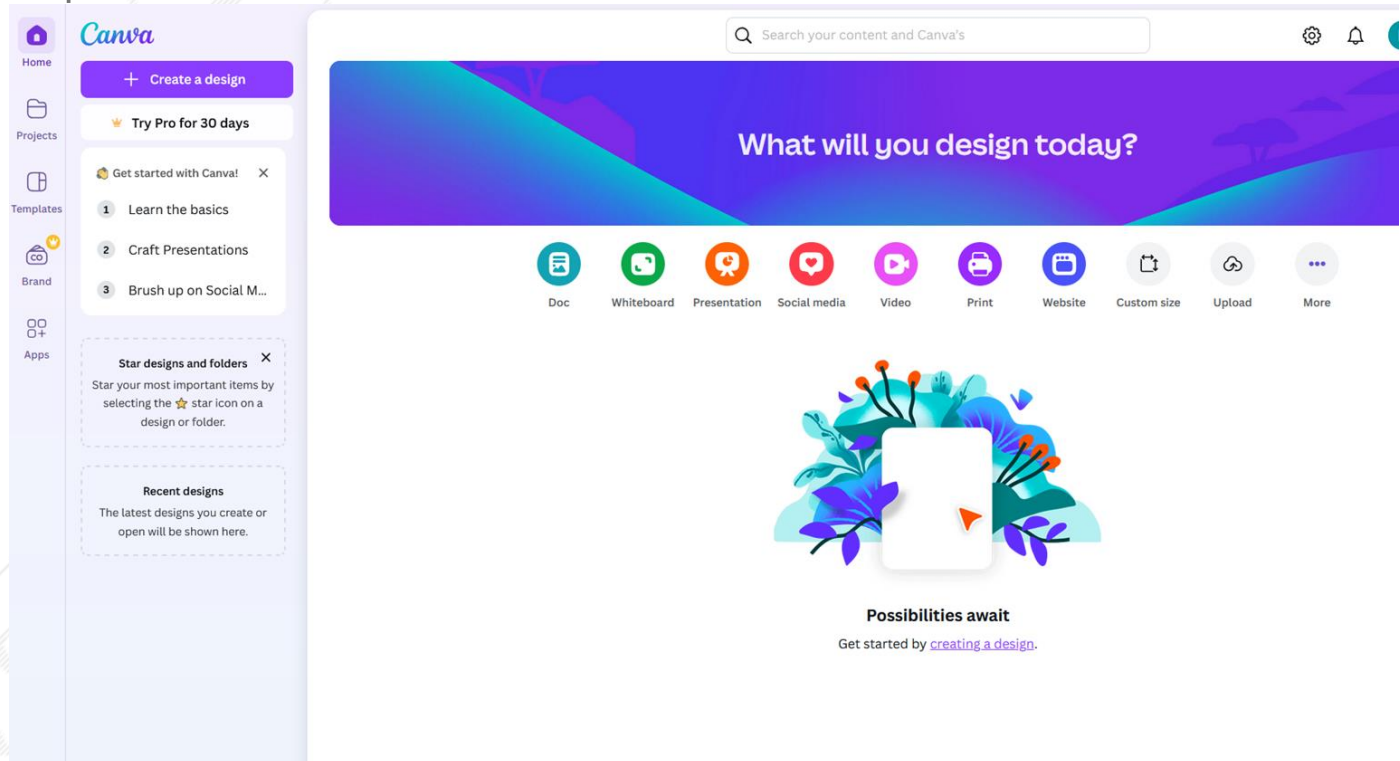 Home
Projects
Templates
CO
Brand
Apps
Canva
+ Create a design
Try Pro for 30 days
Get started with Canva!
1 Learn the basics
2 Craft Presentations
3 Brush up on Social M...
Star designs and folders
Star your most important items by
selecting the star icon on a
design or folder.
Recent designs
The latest designs you create or
open will be shown here.
Search your content and Canva's
What will you design today?
Doc
Whiteboard
Presentation
Social media
Video
Print
Website
Custom size
Upload
More
Possibilities await
Get started by creating a design.